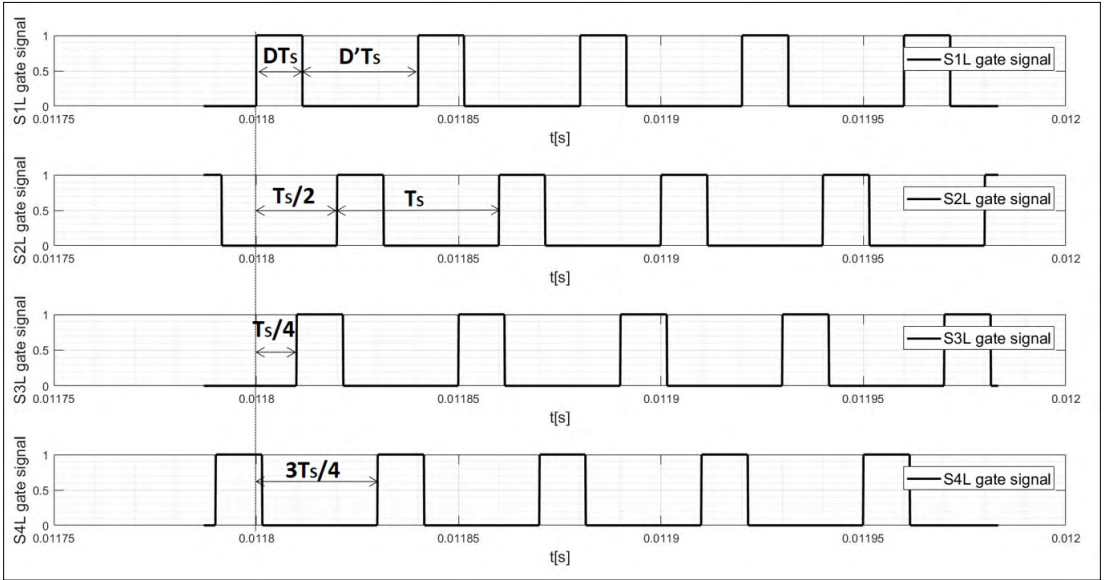 S1L gate signal
1
0.5
0
DTS
D'TS
S1L gate signal
0.01175
0.0118
0.01185
0.0119
0.01195
0.012
t[s]
S2L gate signal
1
0.5
0
TS/2
TS
S2L gate signal
0.01175
0.0118
0.01185
0.0119
0.01195
0.012
t[s]
S3L gate signal
1
0.5
0
TS/4
S3L gate signal
0.01175
0.0118
0.01185
0.0119
0.01195
0.012
t[s]
S4L gate signal
1
0.5
0
3TS/4
S4L gate signal
0.01175
0.0118
0.01185
0.0119
0.01195
0.012
t[s]